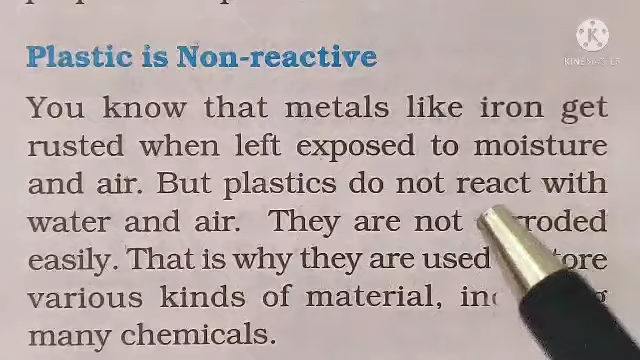 Plastic is Non-reactive
K
KINEMASTER
You know that metals like iron get
rusted when left exposed to moisture
and air. But plastics do not react with
water and air. They are not
easily. That is why they are used
various kinds of material,
many chemicals.